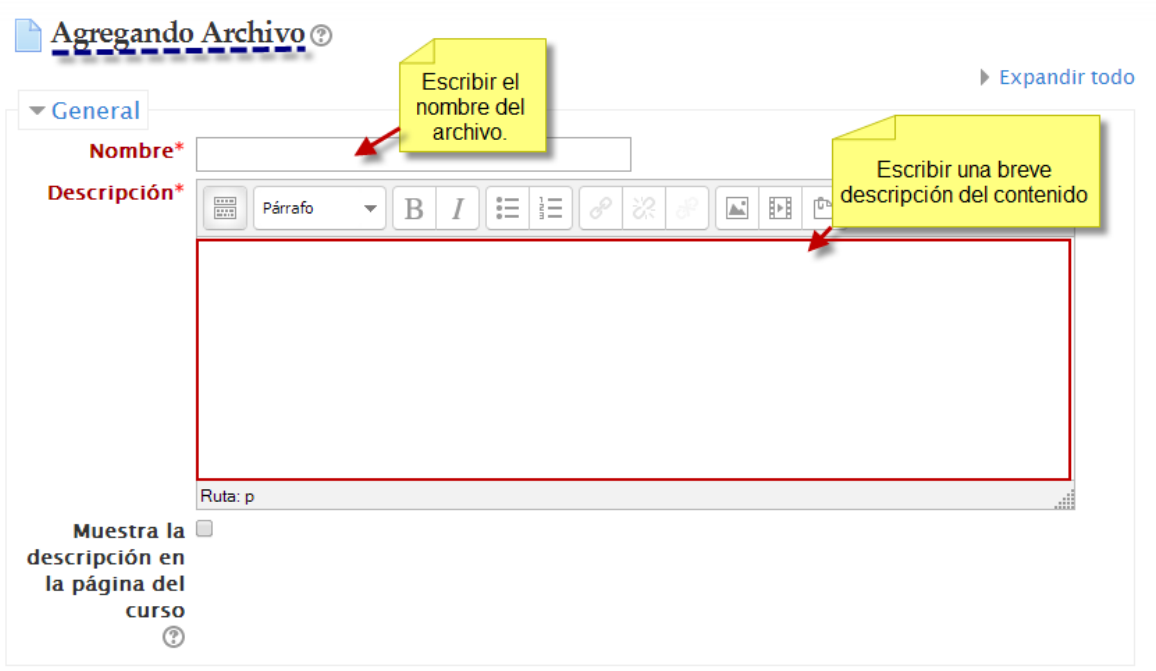 Agregando Archivo
Escribir el
nombre del
archivo.
Expandir todo
General
Nombre*
Escribir una breve
descripción del contenido
Descripción*
Párrafo
B I
Ruta: p
Muestra la
descripción en
la página del
curso